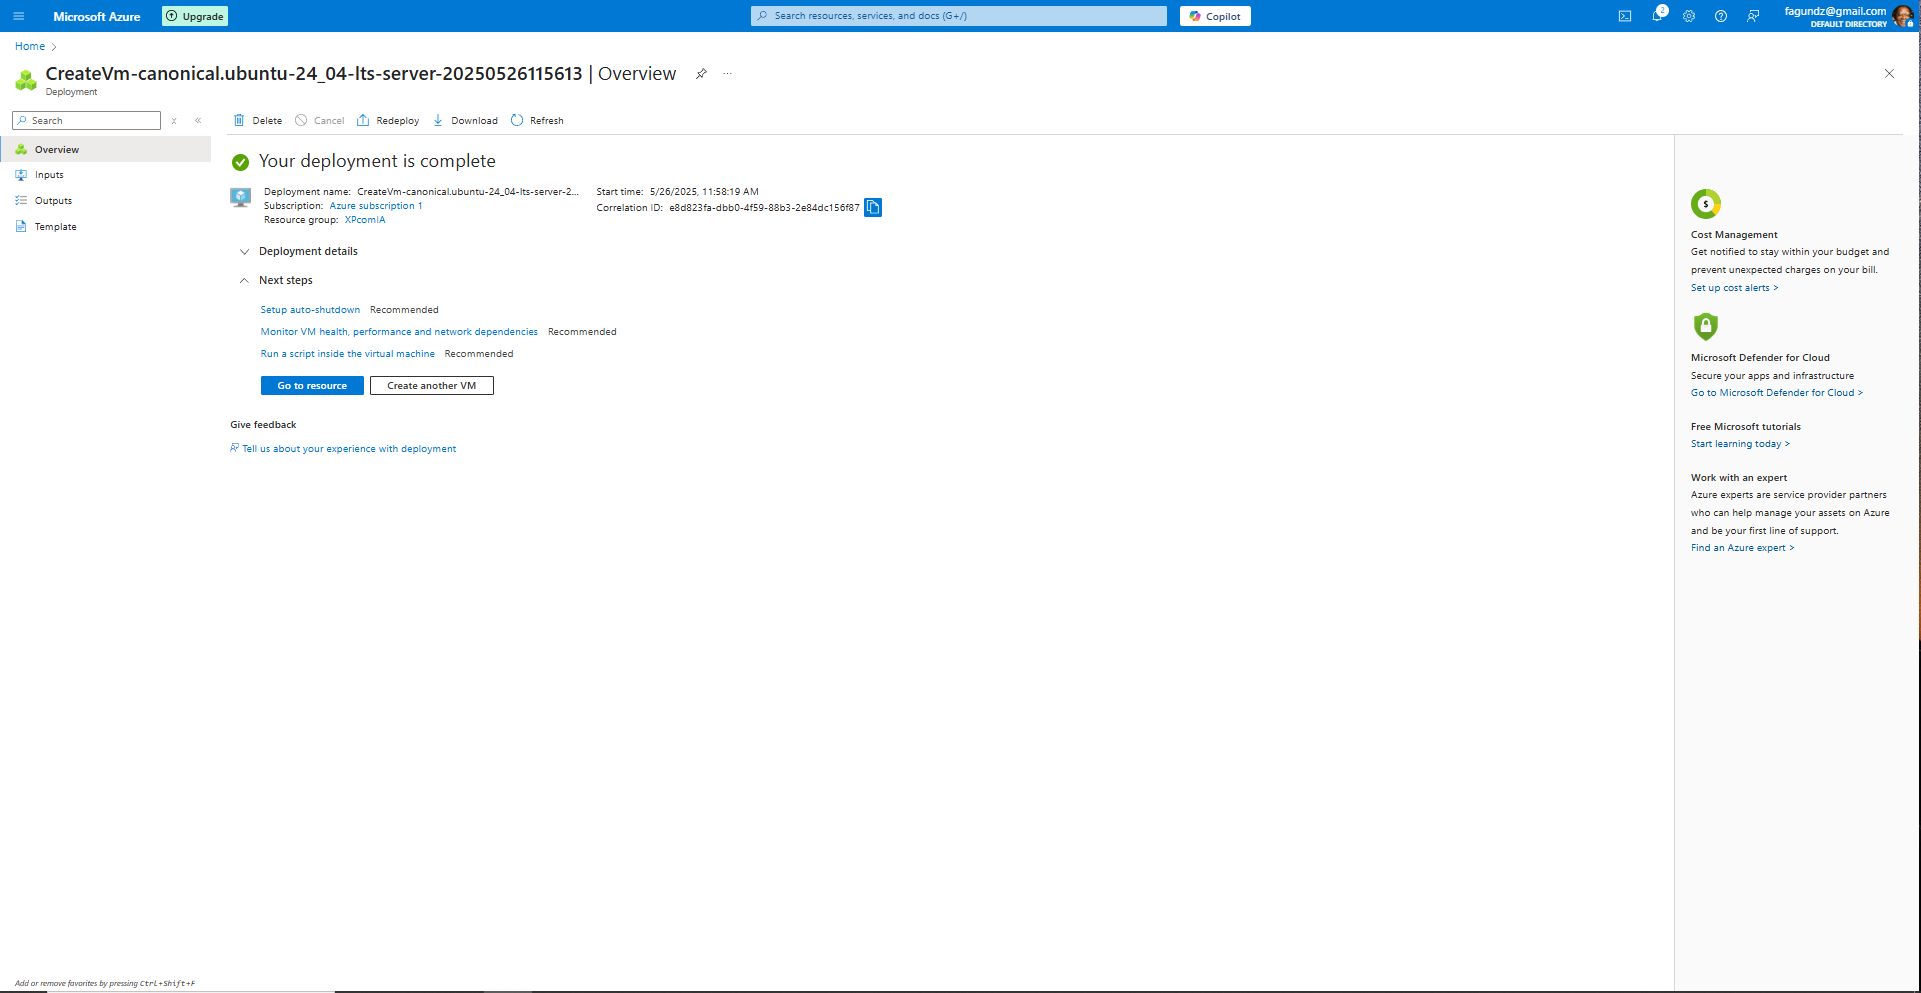 Microsoft Azure
Upgrade
Search resources, services, and docs (G+/)
Copilot
2
fagundz@gmail.com
DEFAULT DIRECTORY
Home
CreateVm-canonical.ubuntu-24_04-lts-server-20250526115613 | Overview
Deployment
Search
Delete
Cancel
Redeploy
Download
Refresh
Overview
Inputs
Outputs
Template
Your deployment is complete
Deployment name: CreateVm-canonical.ubuntu-24_04-lts-server-2...
Subscription: Azure subscription 1
Resource group: XPcomIA
Start time: 5/26/2025, 11:58:19 AM
Correlation ID: e8d823fa-dbb0-4f59-88b3-2e84dc156f87
Deployment details
Next steps
Setup auto-shutdown Recommended
Monitor VM health, performance and network dependencies Recommended
Run a script inside the virtual machine Recommended
Go to resource
Create another VM
Give feedback
Tell us about your experience with deployment
$
Cost Management
Get notified to stay within your budget and
prevent unexpected charges on your bill.
Set up cost alerts >
Microsoft Defender for Cloud
Secure your apps and infrastructure
Go to Microsoft Defender for Cloud >
Free Microsoft tutorials
Start learning today >
Work with an expert
Azure experts are service provider partners
who can help manage your assets on Azure
and be your first line of support.
Find an Azure expert >
Add or remove favorites by pressing Ctrl+Shift+F